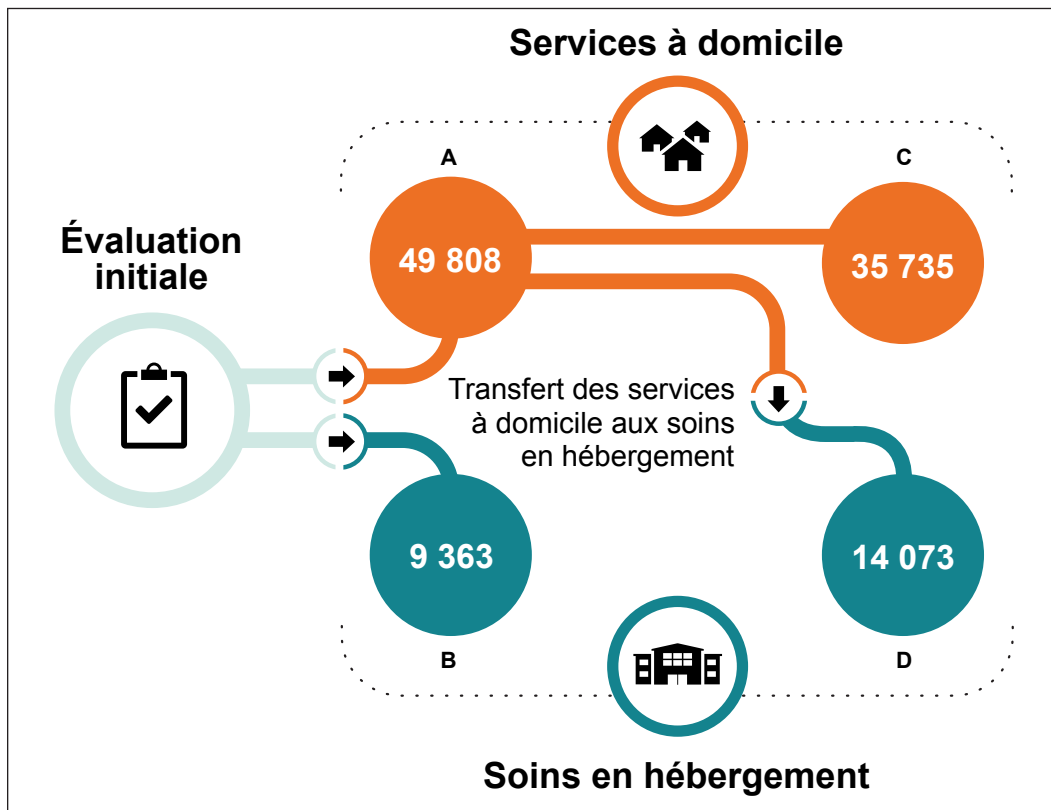 Services à domicile
A
C
Évaluation
initiale
49 808
35 735
Transfert des services
à domicile aux soins
en hébergement
9 363
14 073
B
D
Soins en hébergement